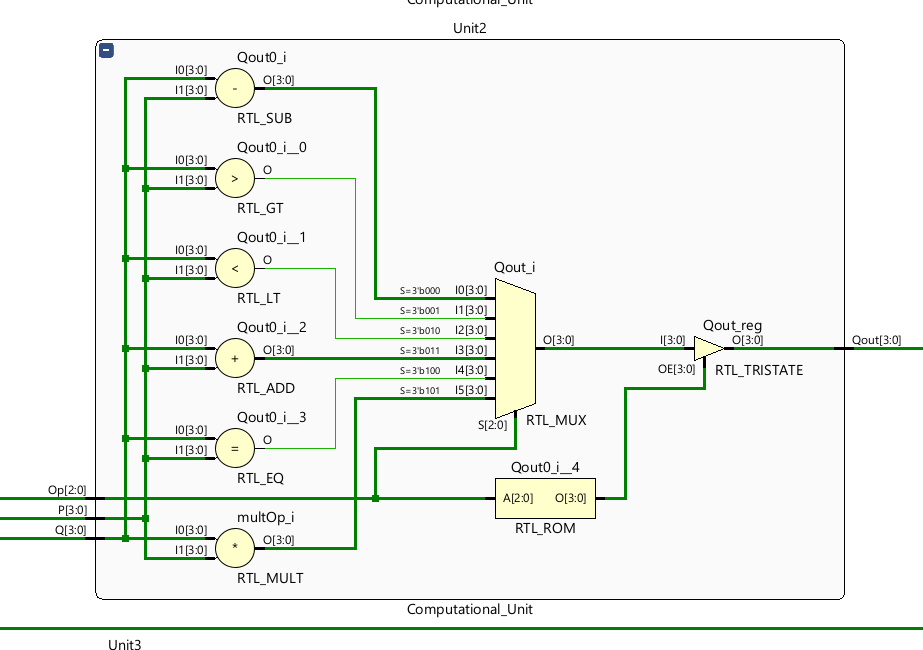 Computational_Unit
Unit2
Qout0_i
I0[3:0]
O[3:0]
I1[3:0]
-
RTL_SUB
Qout0_i__0
I0[3:0]
O
I1[3:0]
>
RTL_GT
Qout0_i__1
I0[3:0]
O
I1[3:0]
<
RTL_LT
Qout0_i__2
I0[3:0]
O[3:0]
I1[3:0]
+
RTL_ADD
Qout0_i__3
I0[3:0]
O
I1[3:0]
=
RTL_EQ
Op[2:0]
P[3:0]
Q[3:0]
multOp_i
I0[3:0]
O[3:0]
I1[3:0]
*
RTL_MULT
Qout_i
S=3'b000 I0[3:0]
S=3'b001 I1[3:0]
S=3'b010 I2[3:0]
S=3'b011 I3[3:0]
S=3'b100 I4[3:0]
S=3'b101 I5[3:0]
O[3:0]
S[2:0]
RTL_MUX
Qout0_i__4
A[2:0] O[3:0]
RTL_ROM
Qout_reg
I[3:0]
O[3:0]
OE[3:0]
RTL_TRISTATE
Qout[3:0]
Computational_Unit
Unit3